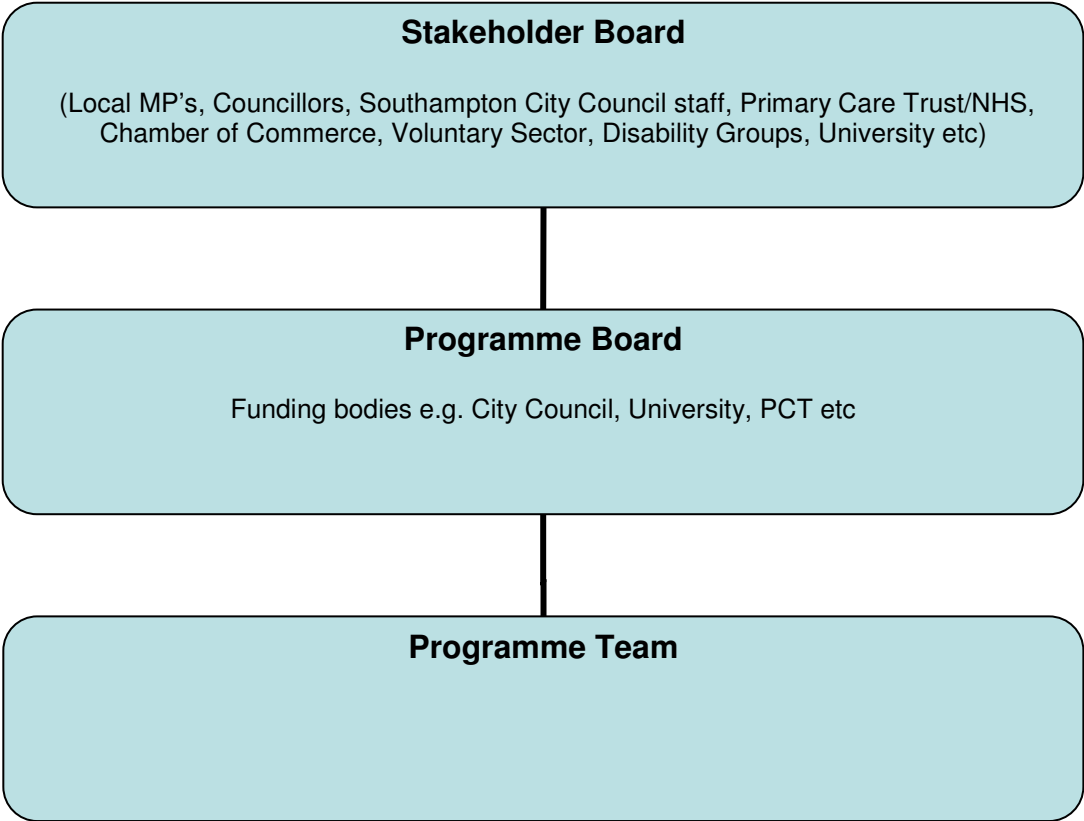 Stakeholder Board
(Local MP's, Councillors, Southampton City Council staff, Primary Care Trust/NHS,
Chamber of Commerce, Voluntary Sector, Disability Groups, University etc)
Programme Board
Funding bodies e.g. City Council, University, PCT etc
Programme Team